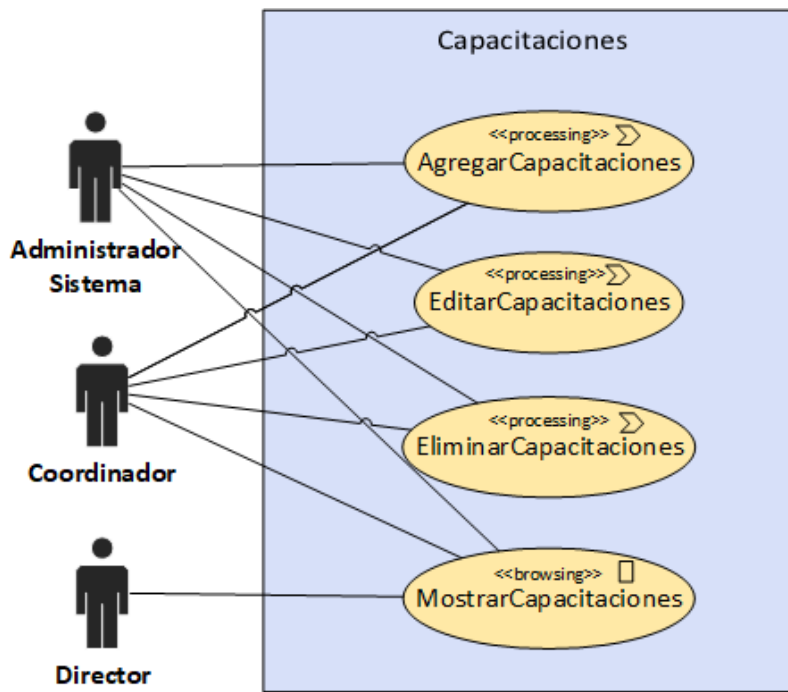 Capacitaciones
<<processing>>
AgregarCapacitaciones
Administrador
Sistema
<<processing>>
EditarCapacitaciones
Coordinador
<<processing>>
EliminarCapacitaciones
Director
<<browsing>>
MostrarCapacitaciones